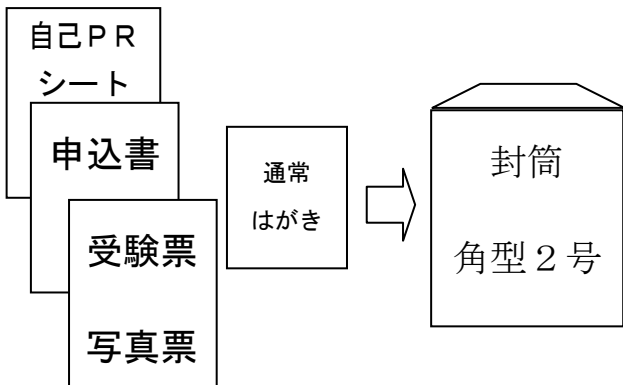 自己ＰＲ
シート
申込書
受験票
写真票
通常
はがき
封筒
角型２号